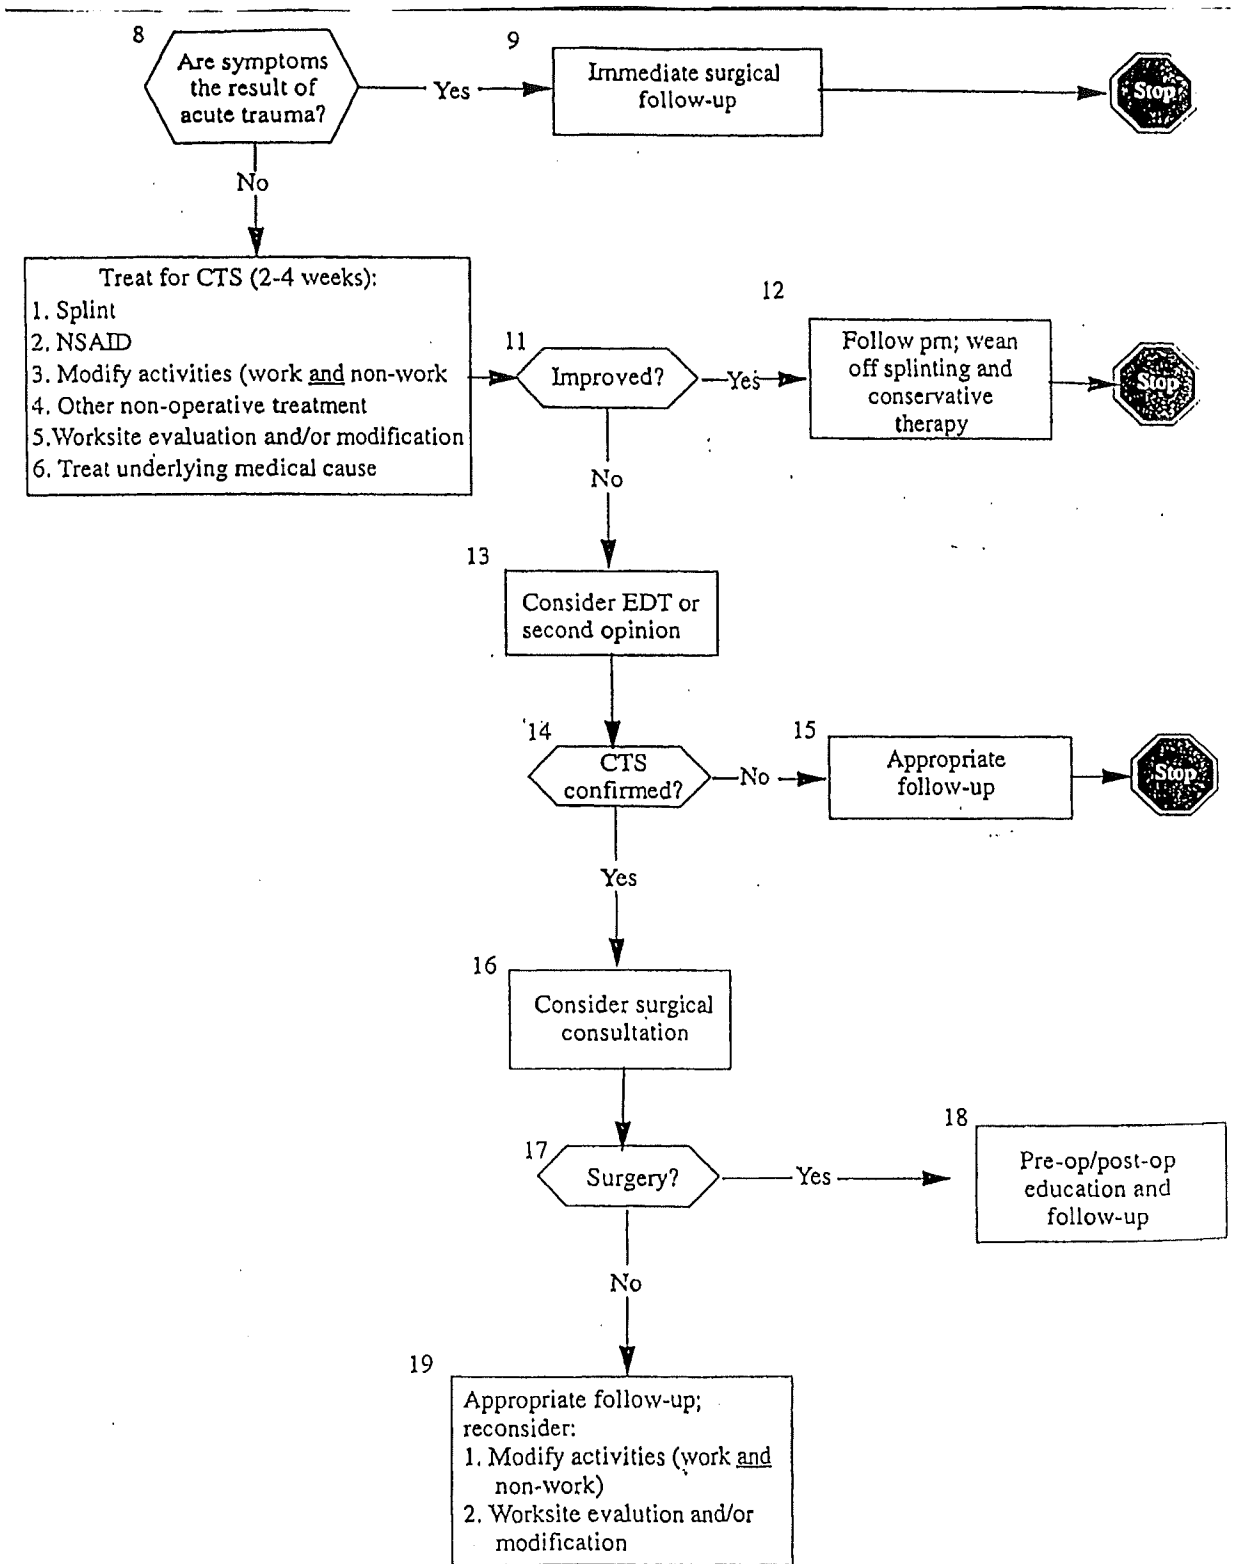 8
Are symptoms
the result of
acute trauma?
Yes
9
Immediate surgical
follow-up
Stop
No
Treat for CTS (2-4 weeks):
1. Splint
2. NSAID
3. Modify activities (work and non-work
4. Other non-operative treatment
5.Worksite evaluation and/or modification
6. Treat underlying medical cause
11
Improved?
Yes
12
Follow prn; wean
off splinting and
conservative
therapy
Stop
No
13
Consider EDT or
second opinion
14
CTS
confirmed?
No
15
Appropriate
follow-up
Stop
Yes
16
Consider surgical
consultation
17
Surgery?
Yes
18
Pre-op/post-op
education and
follow-up
No
19
Appropriate follow-up;
reconsider:
1. Modify activities (work and
non-work)
2. Worksite evalution and/or
modification